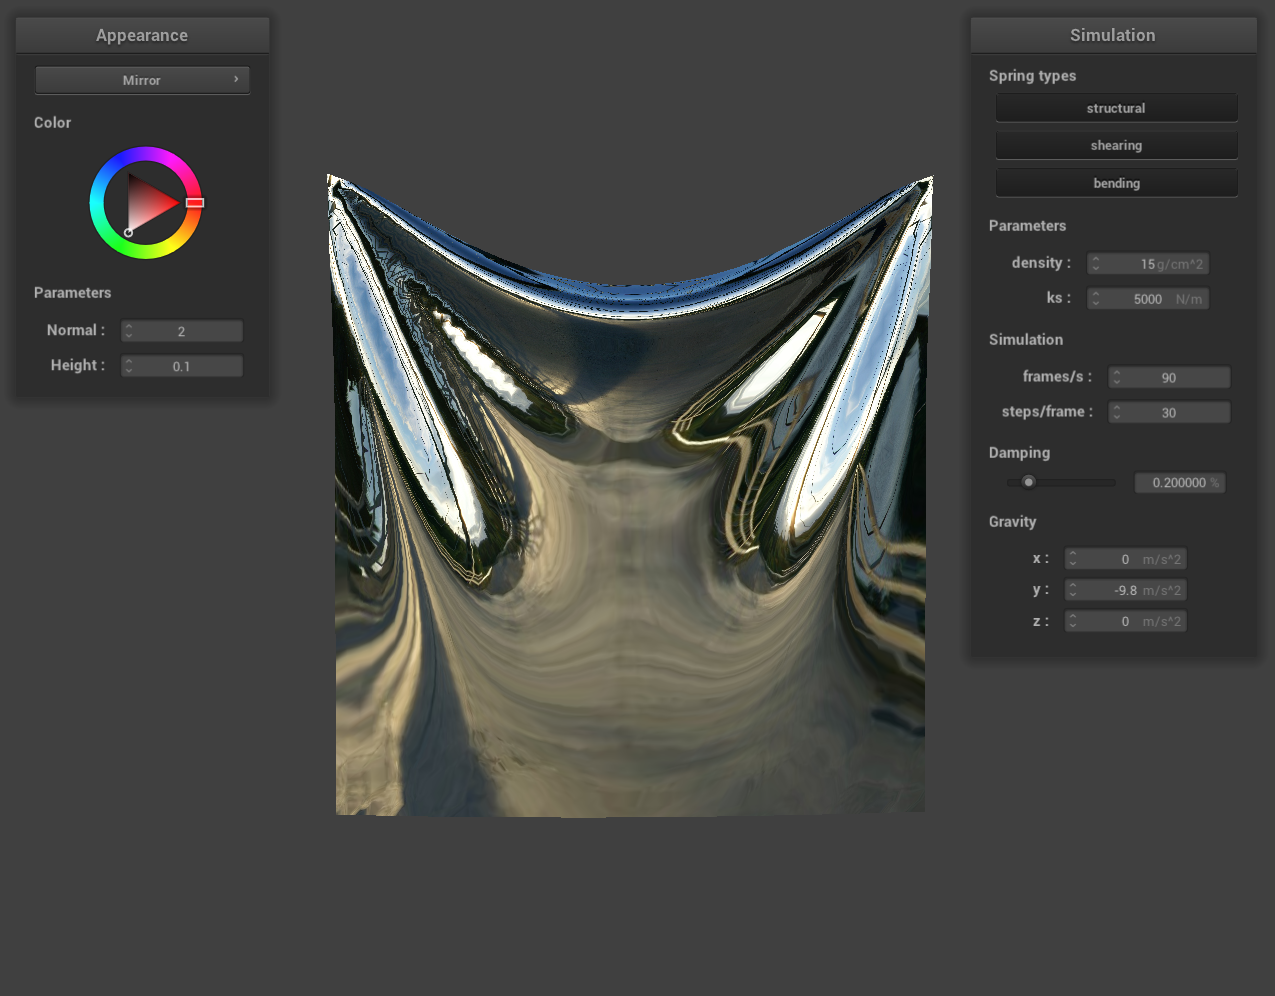 Appearance
Mirror
Color
Parameters
Normal : 2
Height : 0.1
Simulation
Spring types
structural
shearing
bending
Parameters
density : 15 g/cm^2
ks : 5000 N/m
Simulation
frames/s : 90
steps/frame : 30
Damping
0.200000 %
Gravity
x : 0 m/s^2
y : -9.8 m/s^2
z : 0 m/s^2